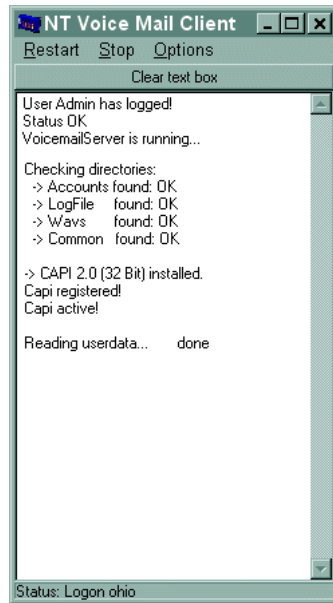 NT Voice Mail Client
Restart Stop Options
Clear text box
User Admin has logged!
Status OK
VoicemailServer is running...
Checking directories:
-> Accounts found: OK
-> LogFile found: OK
-> Wavs found: OK
-> Common found: OK
-> CAPI 2.0 (32 Bit) installed.
Capi registered!
Capi active!
Reading userdata... done
Status: Logon ohio